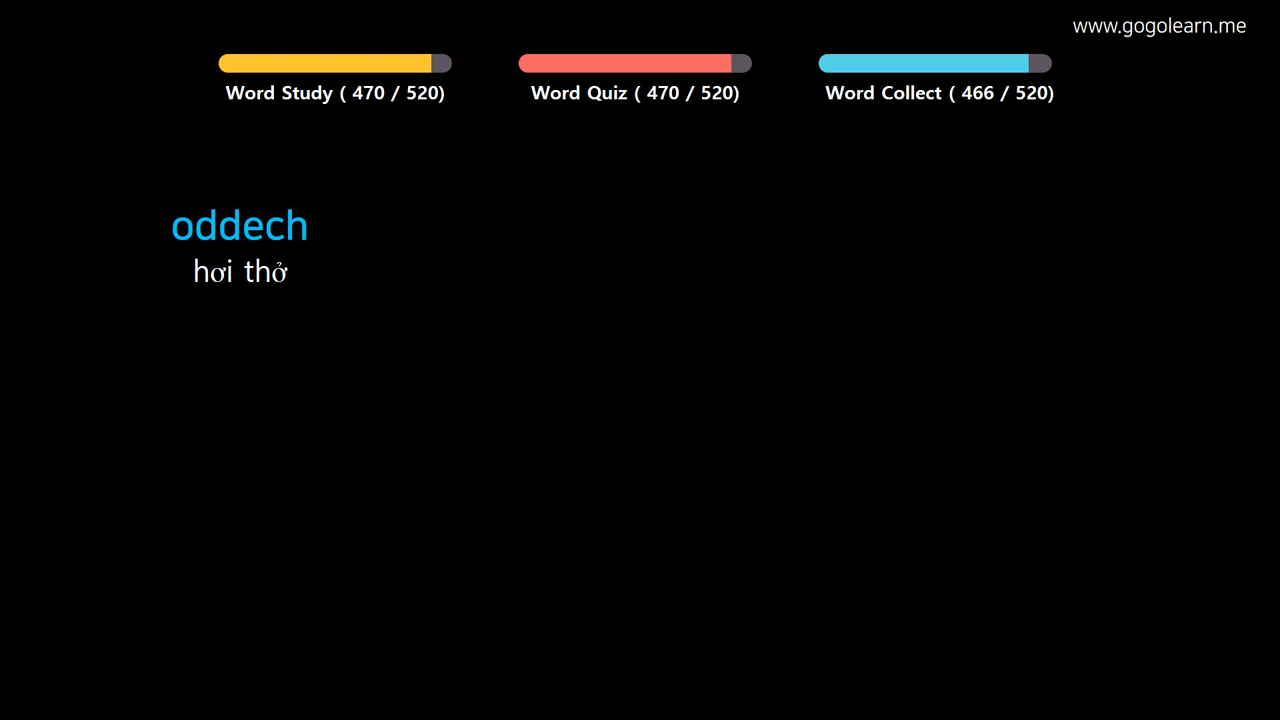 www.gogolearn.me
Word Study ( 470 / 520)
Word Quiz ( 470 / 520)
Word Collect ( 466 / 520)
oddech
hơi thở